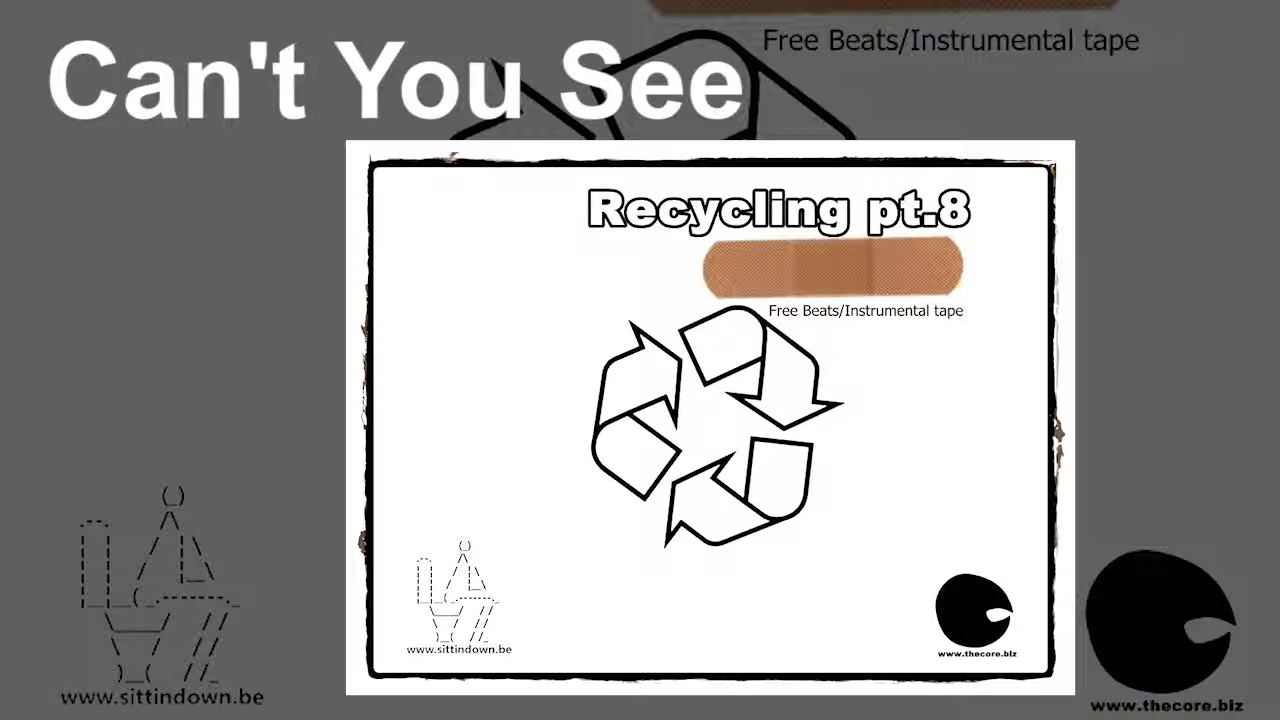 Can't You See
Free Beats/Instrumental tape
Recycling pt.8
Free Beats/Instrumental tape
www.sittindown.be
www.thecore.biz
www.sittindown.be
www.thecore.biz